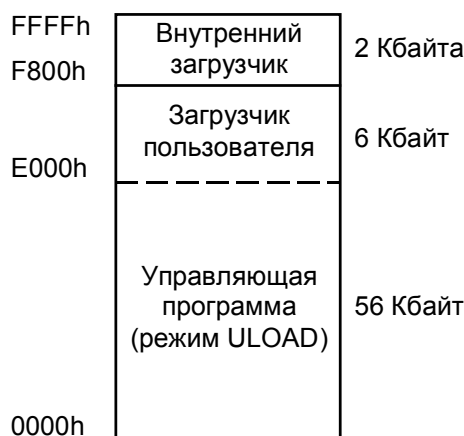 FFFFh
Внутренний
загрузчик
2 Кбайта
F800h
Загрузчик
пользователя
6 Кбайт
E000h
Управляющая
программа
(режим ULOAD)
56 Кбайт
0000h